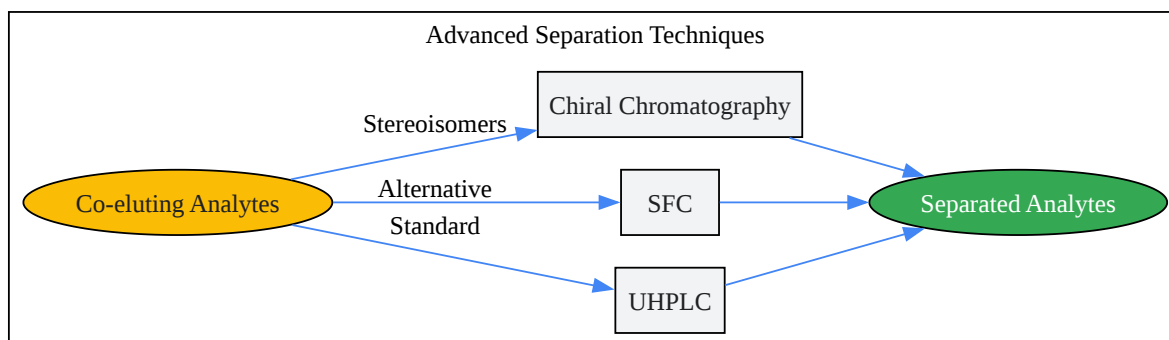 Advanced Separation Techniques
Chiral Chromatography
Stereoisomers
Co-eluting Analytes
Alternative
SFC
Separated Analytes
Standard
UHPLC